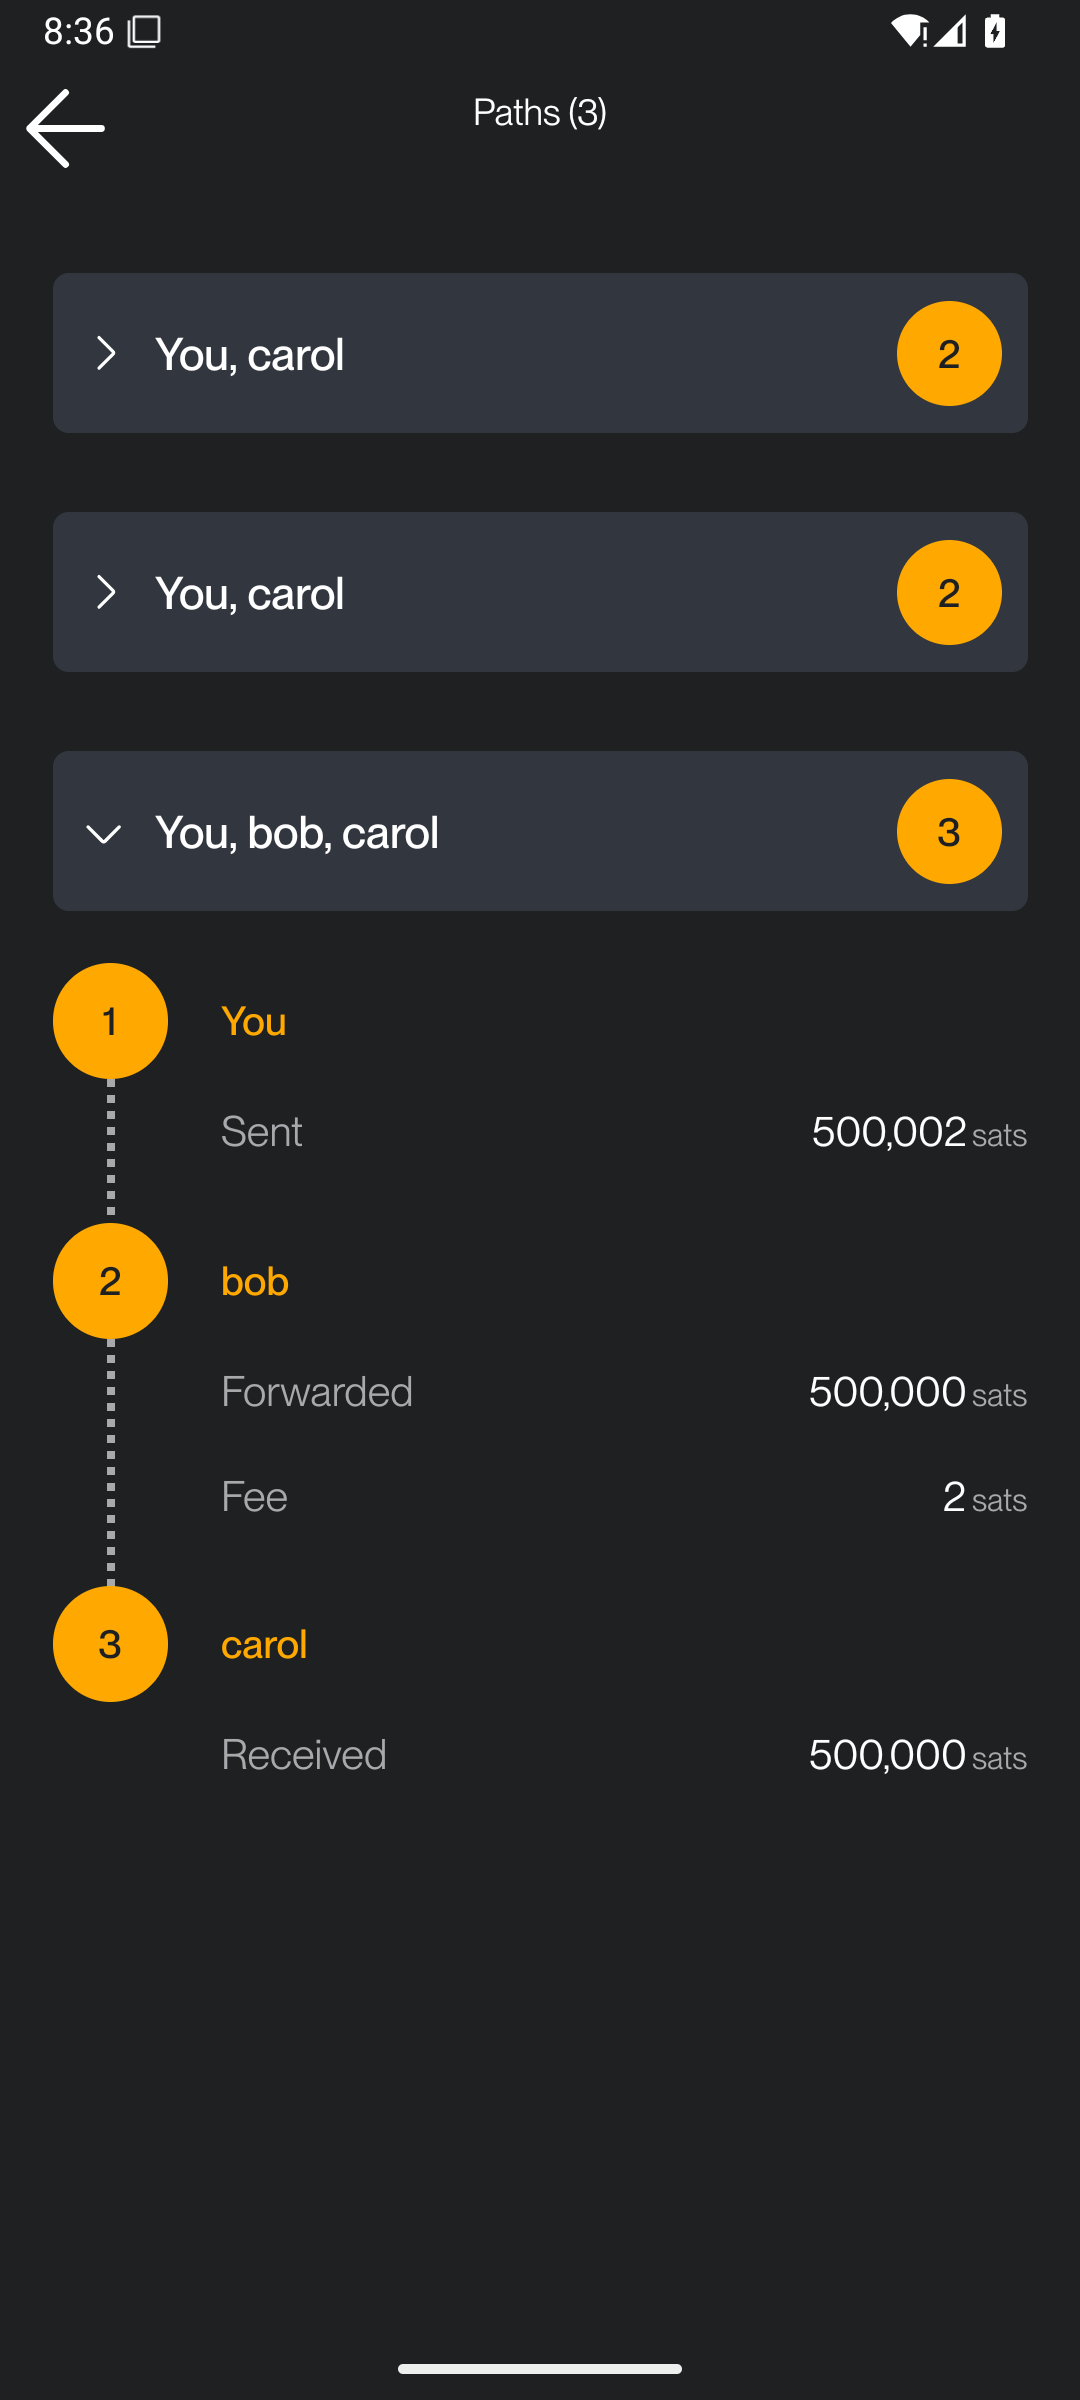 8:36
Paths (3)
You, carol 2
You, carol 2
You, bob, carol 3
1 You
Sent 500,002 sats
2 bob
Forwarded 500,000 sats
Fee 2 sats
3 carol
Received 500,000 sats